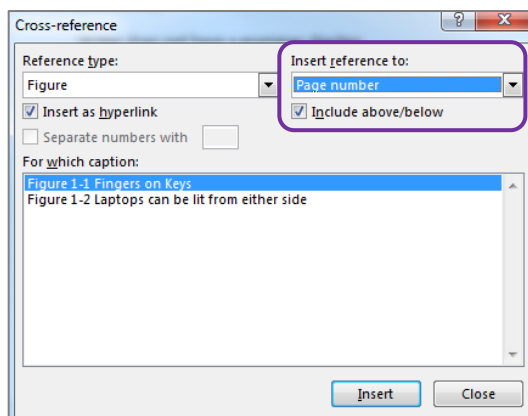 Cross-reference
Reference type:
Figure
Insert as hyperlink
Separate numbers with
Insert reference to:
Page number
Include above/below
For which caption:
Figure 1-1 Fingers on Keys
Figure 1-2 Laptops can be lit from either side
Insert
Close